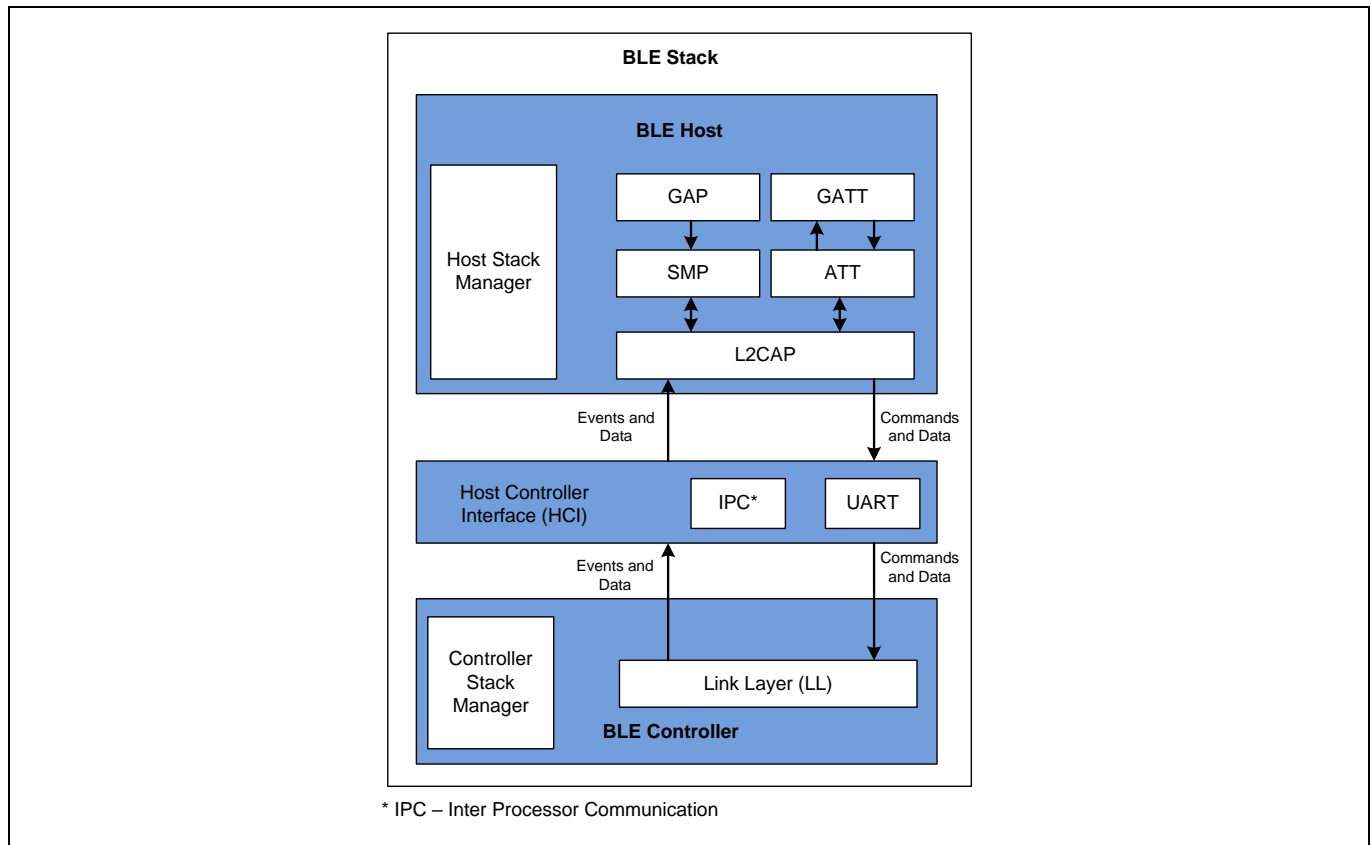 BLE Stack
BLE Host
Host Stack
Manager
GAP
GATT
SMP
ATT
L2CAP
Events and
Data
Commands
and Data
Host Controller
Interface (HCI)
IPC*
UART
Events and
Data
Commands
and Data
Controller
Stack
Manager
Link Layer (LL)
BLE Controller
* IPC – Inter Processor Communication